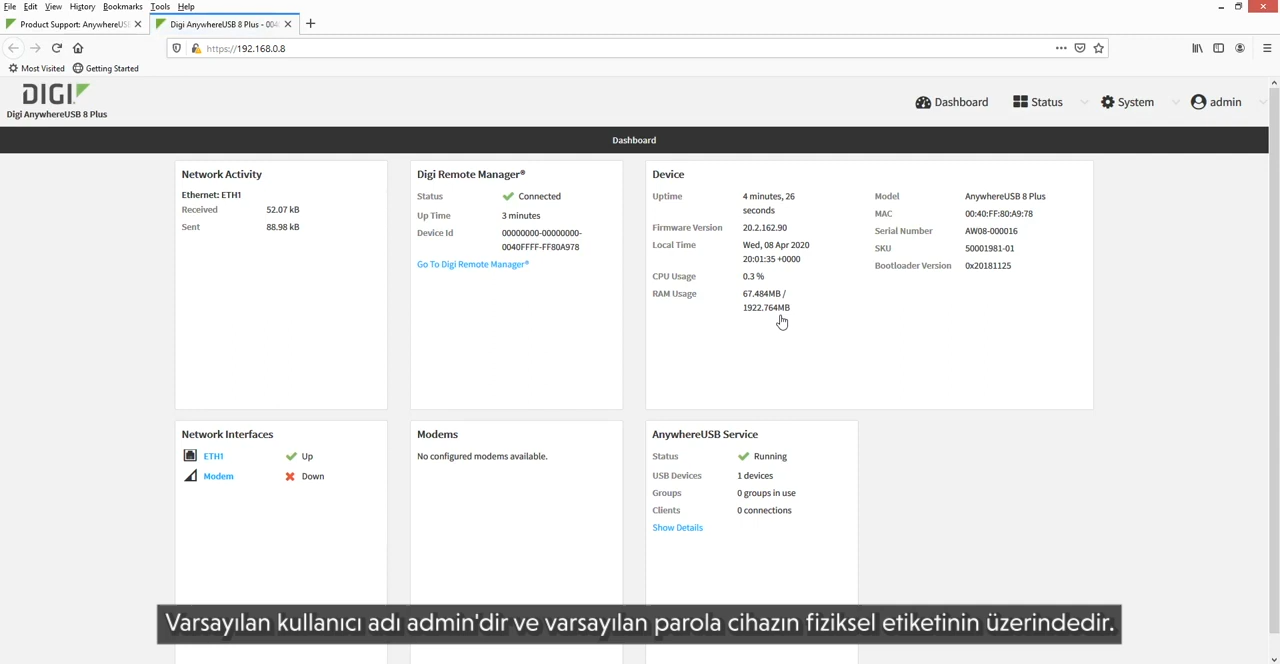 File Edit View History Bookmarks Tools Help
Product Support: AnywhereUSB
Digi AnywhereUSB 8 Plus - 004
https://192.168.0.8
Most Visited Getting Started
DIGI
Digi AnywhereUSB 8 Plus
Dashboard Status System admin
Dashboard
Network Activity
Ethernet: ETH1
Received 52.07 kB
Sent 88.98 kB
Digi Remote Manager®
Status Connected
Up Time 3 minutes
Device Id 00000000-00000000-
0040FFFF-FF80A978
Go To Digi Remote Manager®
Device
Uptime 4 minutes, 26
seconds
Firmware Version 20.2.162.90
Local Time Wed, 08 Apr 2020
20:01:35 +0000
CPU Usage 0.3 %
RAM Usage 67.484MB /
1922.764MB
Model AnywhereUSB 8 Plus
MAC 00:40:FF:80:A9:78
Serial Number AW08-000016
SKU 50001981-01
Bootloader Version 0x20181125
Network Interfaces
ETH1 Up
Modem Down
Modems
No configured modems available.
AnywhereUSB Service
Status Running
USB Devices 1 devices
Groups 0 groups in use
Clients 0 connections
Show Details
Varsayılan kullanıcı adı admin'dir ve varsayılan parola cihazın fiziksel etiketinin üzerindedir.